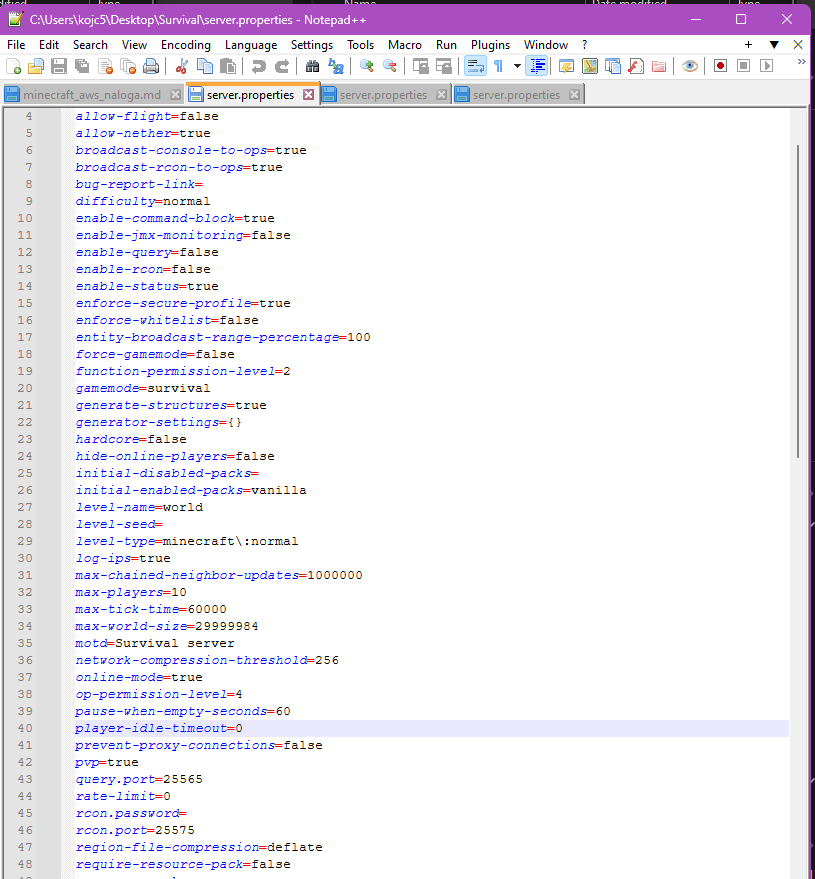 Name
Date modified
Type
C:\Users\kojc5\Desktop\Survival\server.properties - Notepad++
File Edit Search View Encoding Language Settings Tools Macro Run Plugins Window ?
minecraft_aws_naloga.md server.properties server.properties server.properties
4 allow-flight=false
5 allow-nether=true
6 broadcast-console-to-ops=true
7 broadcast-rcon-to-ops=true
8 bug-report-link=
9 difficulty=normal
10 enable-command-block=true
11 enable-jmx-monitoring=false
12 enable-query=false
13 enable-rcon=false
14 enable-status=true
15 enforce-secure-profile=true
16 enforce-whitelist=false
17 entity-broadcast-range-percentage=100
18 force-gamemode=false
19 function-permission-level=2
20 gamemode=survival
21 generate-structures=true
22 generator-settings={}
23 hardcore=false
24 hide-online-players=false
25 initial-disabled-packs=
26 initial-enabled-packs=vanilla
27 level-name=world
28 level-seed=
29 level-type=minecraft\:normal
30 log-ips=true
31 max-chained-neighbor-updates=1000000
32 max-players=10
33 max-tick-time=60000
34 max-world-size=29999984
35 motd=Survival server
36 network-compression-threshold=256
37 online-mode=true
38 op-permission-level=4
39 pause-when-empty-seconds=60
40 player-idle-timeout=0
41 prevent-proxy-connections=false
42 pvp=true
43 query.port=25565
44 rate-limit=0
45 rcon.password=
46 rcon.port=25575
47 region-file-compression=deflate
48 require-resource-pack=false